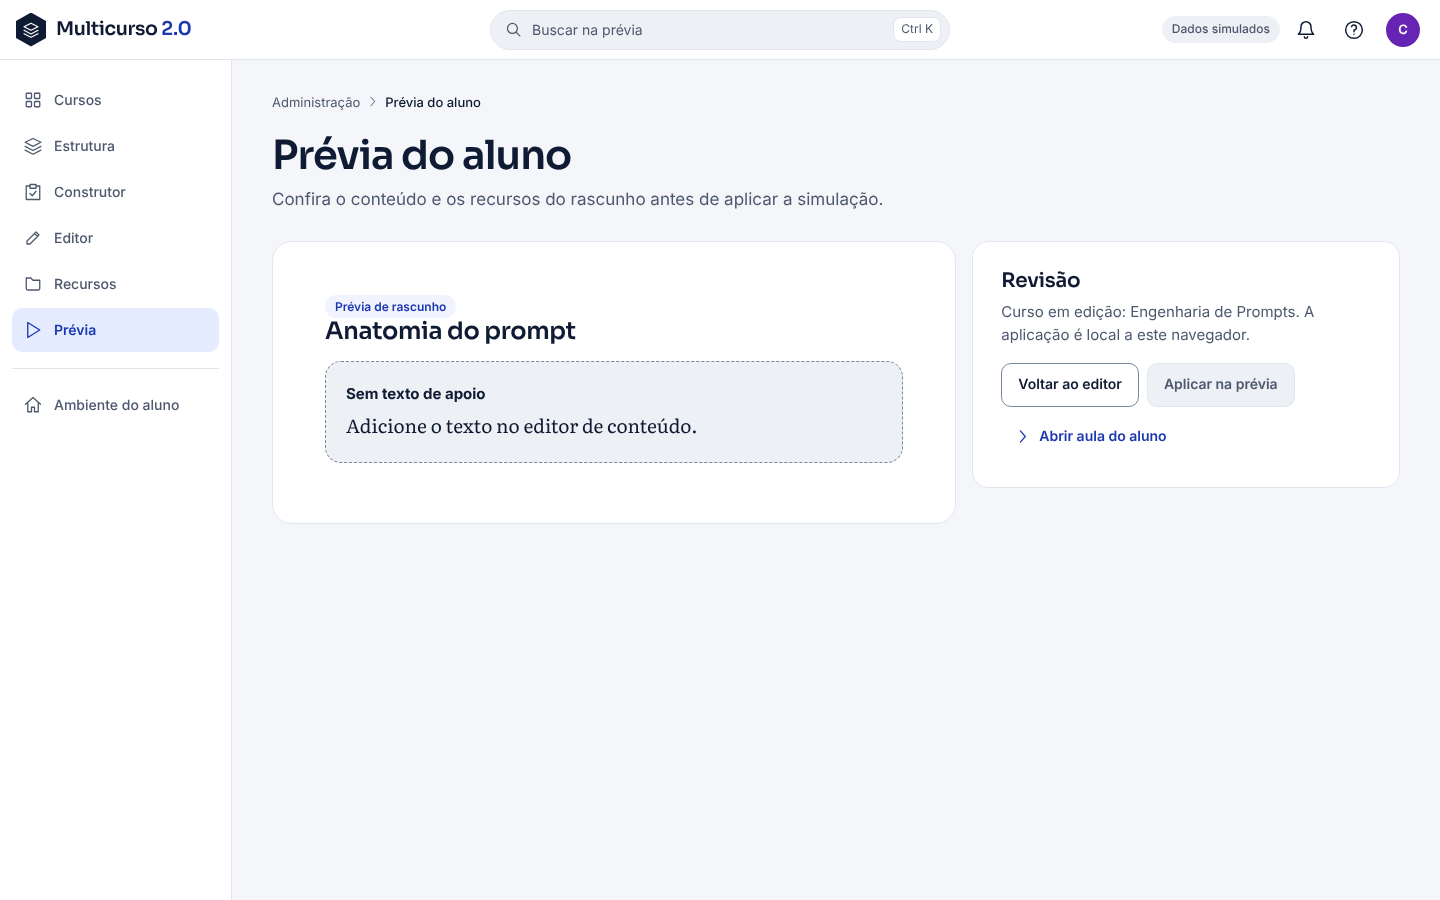 Multicurso 2.0
Buscar na prévia
Ctrl K
Dados simulados
C
Cursos
Estrutura
Construtor
Editor
Recursos
Prévia
Ambiente do aluno
Administração
Prévia do aluno
Prévia do aluno
Confira o conteúdo e os recursos do rascunho antes de aplicar a simulação.
Prévia de rascunho
Anatomia do prompt
Sem texto de apoio
Adicione o texto no editor de conteúdo.
Revisão
Curso em edição: Engenharia de Prompts. A
aplicação é local a este navegador.
Voltar ao editor
Aplicar na prévia
Abrir aula do aluno